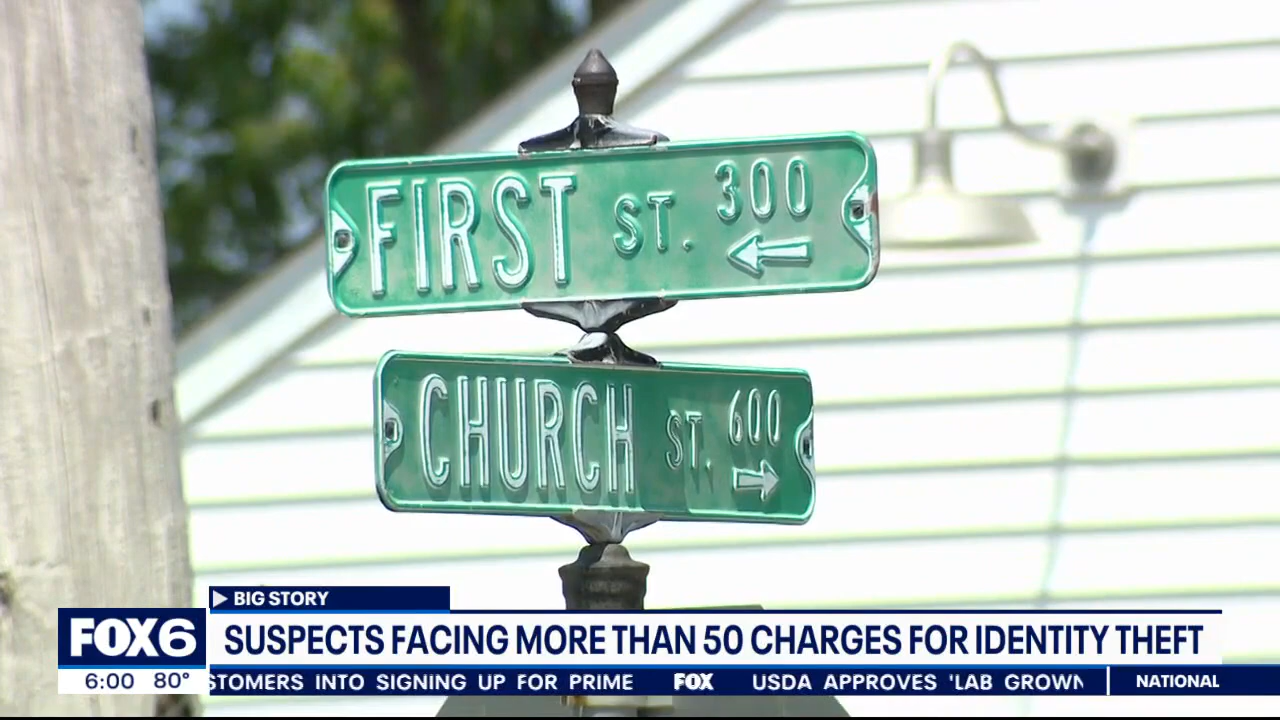 FIRST ST. 300
CHURCH ST. 600
BIG STORY
FOX6
SUSPECTS FACING MORE THAN 50 CHARGES FOR IDENTITY THEFT
6:00 80° STOMERS INTO SIGNING UP FOR PRIME FOX USDA APPROVES 'LAB GROWN NATIONAL